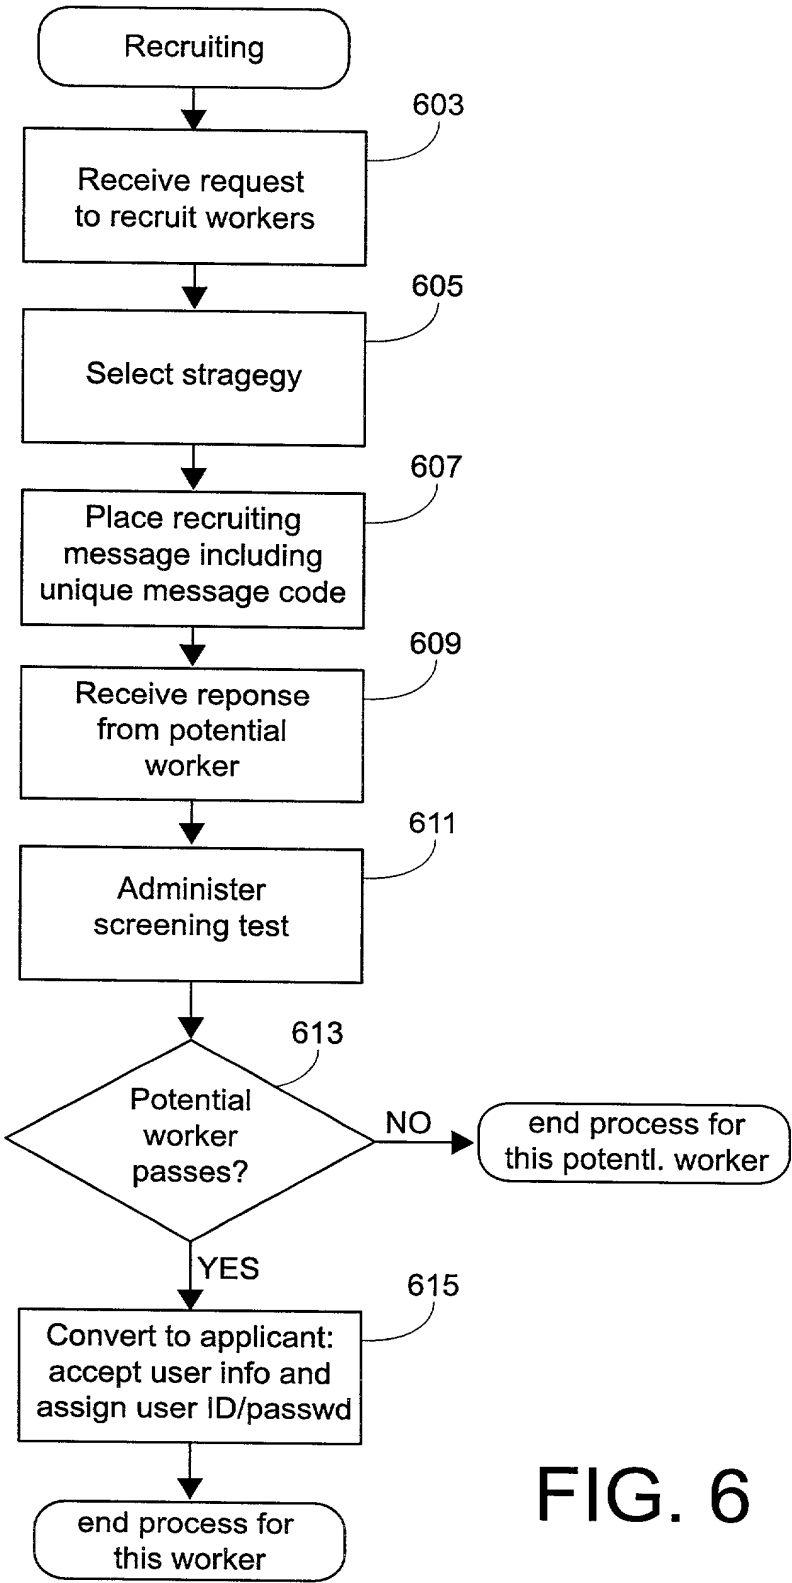 Recruiting
603
Receive request
to recruit workers
605
Select stragegy
607
Place recruiting
message including
unique message code
609
Receive reponse
from potential
worker
611
Administer
screening test
613
Potential
worker
passes?
NO
end process for
this potentl. worker
YES
615
Convert to applicant:
accept user info and
assign user ID/passwd
end process for
this worker
FIG. 6